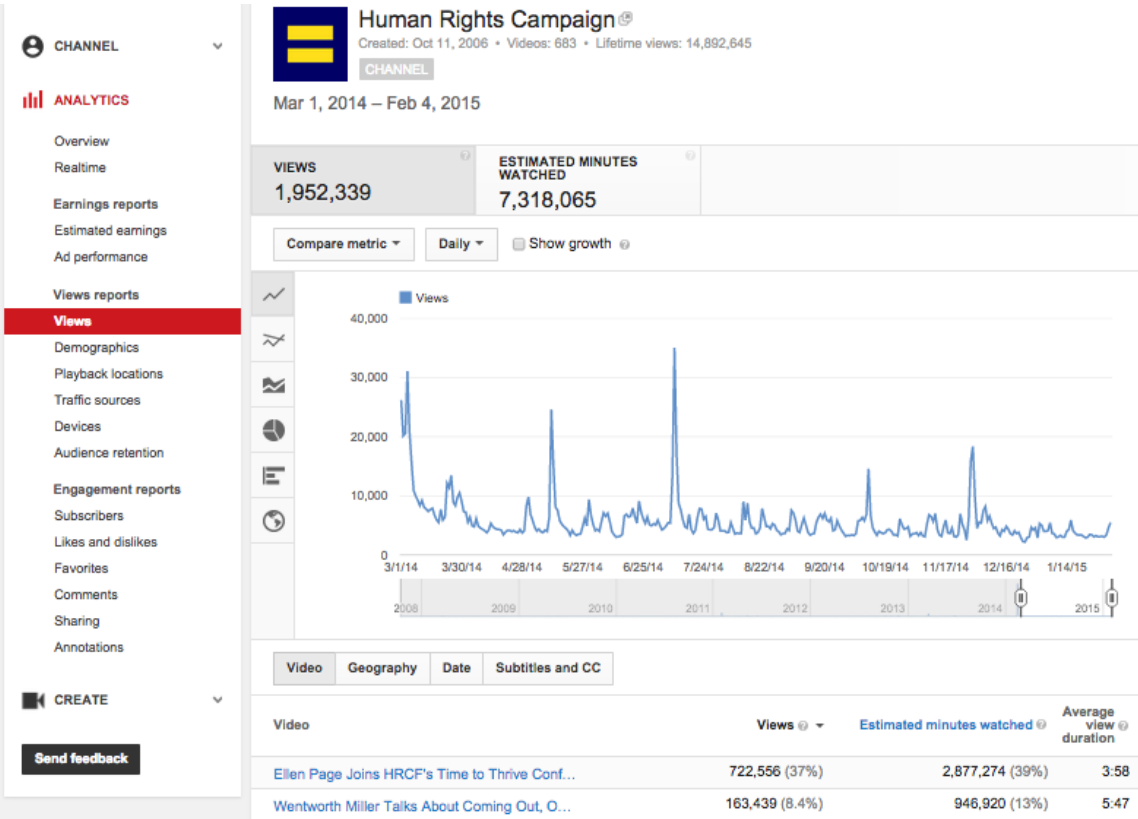 CHANNEL
ANALYTICS
Overview
Realtime
Earnings reports
Estimated earnings
Ad performance
Views reports
Views
Demographics
Playback locations
Traffic sources
Devices
Audience retention
Engagement reports
Subscribers
Likes and dislikes
Favorites
Comments
Sharing
Annotations
CREATE
Send feedback
Human Rights Campaign
Created: Oct 11, 2006 • Videos: 683 • Lifetime views: 14,892,645
CHANNEL
Mar 1, 2014 – Feb 4, 2015
VIEWS
1,952,339
ESTIMATED MINUTES
WATCHED
7,318,065
Compare metric Daily Show growth
Views
40,000
30,000
20,000
10,000
0
3/1/14 3/30/14 4/28/14 5/27/14 6/25/14 7/24/14 8/22/14 9/20/14 10/19/14 11/17/14 12/16/14 1/14/15
2008 2009 2010 2011 2012 2013 2014 2015
Video Geography Date Subtitles and CC
Video Views Estimated minutes watched Average
view
duration
Ellen Page Joins HRCF's Time to Thrive Conf... 722,556 (37%) 2,877,274 (39%) 3:58
Wentworth Miller Talks About Coming Out, O... 163,439 (8.4%) 946,920 (13%) 5:47